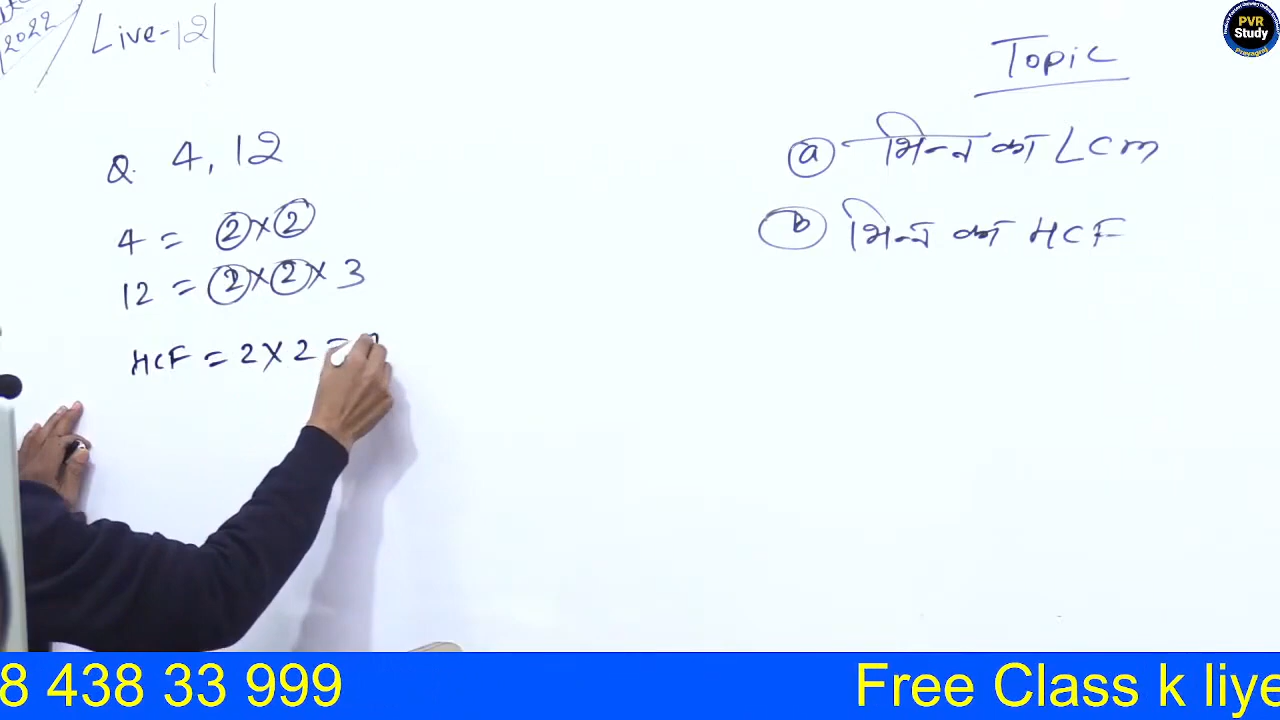 2022
Live-12
Q. 4, 12
4 = 2×2
12 = 2×2×3
HCF = 2×2 =
Topic
a भिन्न का LCM
b भिन्न का HCF
PVR
Study
Prayagraj
8 438 33 999
Free Class k liye